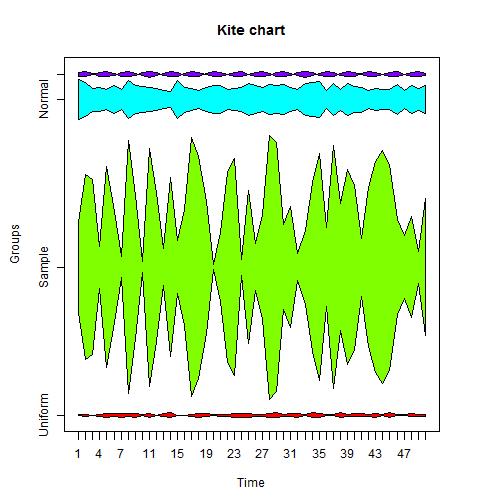 Kite chart
Normal
Sample
Uniform
Groups
1 4 7 11 15 19 23 27 31 35 39 43 47
Time